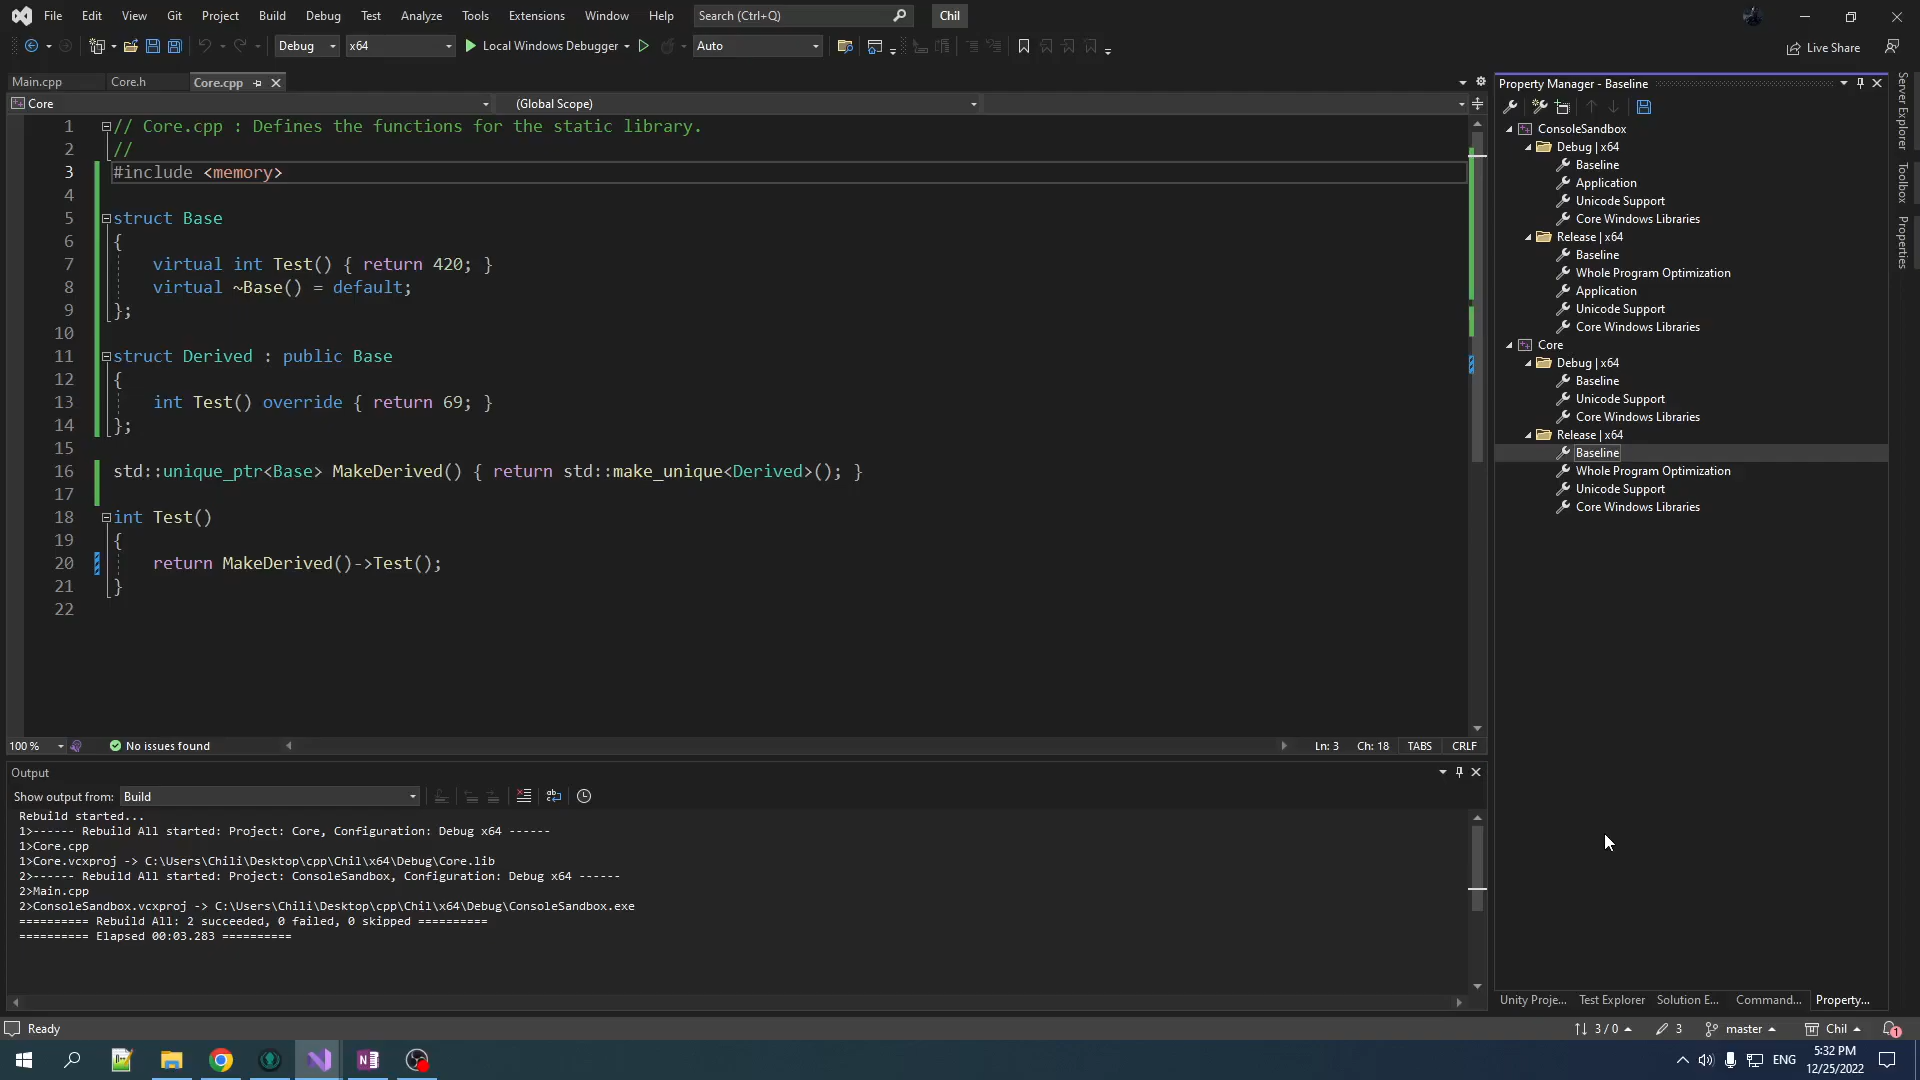 File Edit View Git Project Build Debug Test Analyze Tools Extensions Window Help Search (Ctrl+Q) Chil
Debug x64 Local Windows Debugger Auto Live Share
Main.cpp Core.h Core.cpp
Core (Global Scope)
1 // Core.cpp : Defines the functions for the static library.
2 //
3 #include <memory>
4
5 struct Base
6 {
7 virtual int Test() { return 420; }
8 virtual ~Base() = default;
9 };
10
11 struct Derived : public Base
12 {
13 int Test() override { return 69; }
14 };
15
16 std::unique_ptr<Base> MakeDerived() { return std::make_unique<Derived>(); }
17
18 int Test()
19 {
20 return MakeDerived()->Test();
21 }
22
100 % No issues found Ln: 3 Ch: 18 TABS CRLF
Output
Show output from: Build
Rebuild started...
1>------ Rebuild All started: Project: Core, Configuration: Debug x64 ------
1>Core.cpp
1>Core.vcxproj -> C:\Users\Chili\Desktop\cpp\Chil\x64\Debug\Core.lib
2>------ Rebuild All started: Project: ConsoleSandbox, Configuration: Debug x64 ------
2>Main.cpp
2>ConsoleSandbox.vcxproj -> C:\Users\Chili\Desktop\cpp\Chil\x64\Debug\ConsoleSandbox.exe
========== Rebuild All: 2 succeeded, 0 failed, 0 skipped ==========
========== Elapsed 00:03.283 ==========
Property Manager - Baseline
ConsoleSandbox
Debug | x64
Baseline
Application
Unicode Support
Core Windows Libraries
Release | x64
Baseline
Whole Program Optimization
Application
Unicode Support
Core Windows Libraries
Core
Debug | x64
Baseline
Unicode Support
Core Windows Libraries
Release | x64
Baseline
Whole Program Optimization
Unicode Support
Core Windows Libraries
Unity Proje... Test Explorer Solution E... Command... Property...
Server Explorer
Toolbox
Properties
Ready 3 / 0 3 master Chil 1
ENG 5:32 PM
12/25/2022